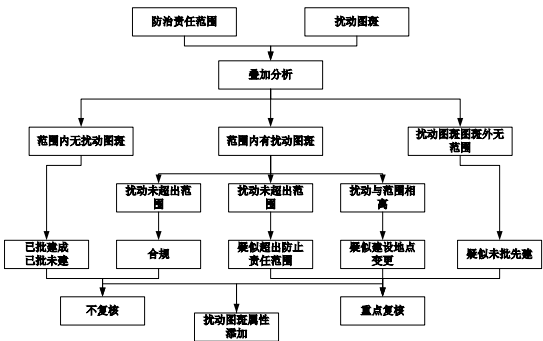 防治责任范围
扰动图斑
叠加分析
范围内无扰动图斑
范围内有扰动图斑
扰动图斑图斑外无
范围
扰动未超出范
围
扰动未超出范
围
扰动与范围相
离
已批建成
已批未建
合规
疑似超出防止
责任范围
疑似建设地点
变更
疑似未批先建
不复核
扰动图斑属性
添加
重点复核